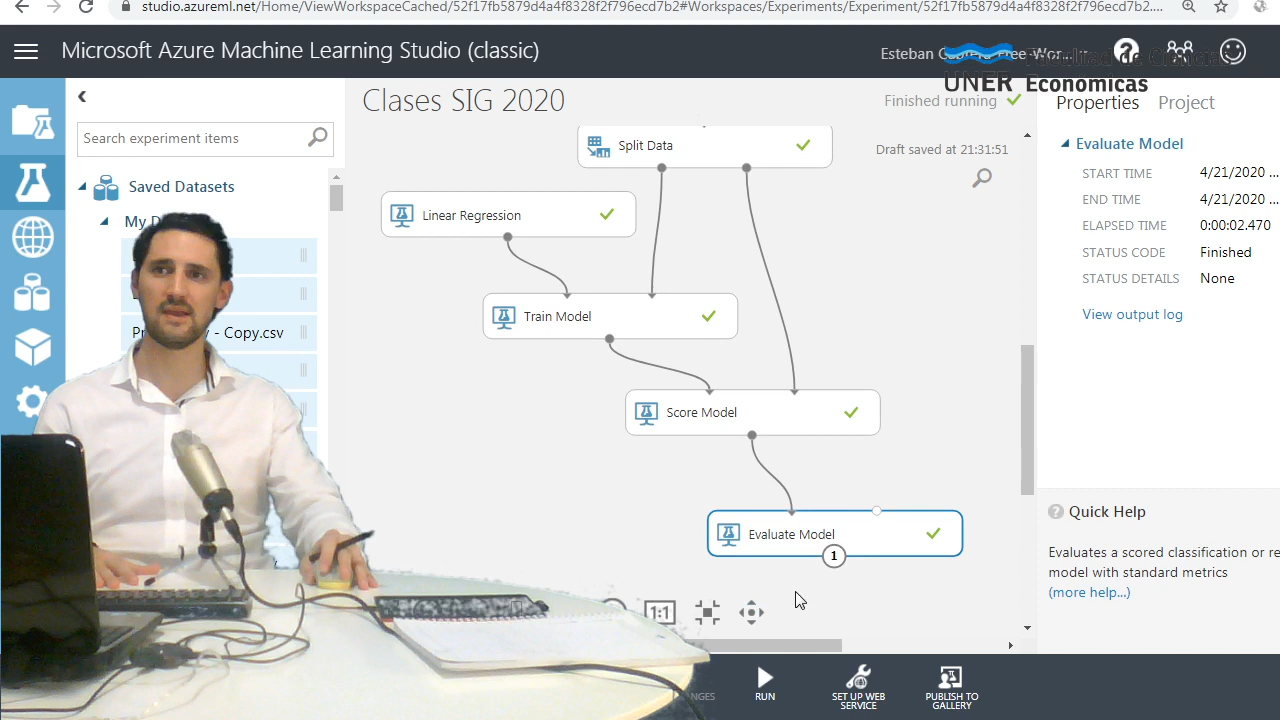 studio.azureml.net/Home/ViewWorkspaceCached/52f17fb5879d4a4f8328f2f796ecd7b2#Workspaces/Experiments/Experiment/52f17fb5879d4a4f8328f2f796ecd7b2....
Microsoft Azure Machine Learning Studio (classic)
Esteban
UNER
Facultad de Ciencias
Económicas
Clases SIG 2020
Finished running
Draft saved at 21:31:51
Search experiment items
Saved Datasets
My
- Copy.csv
Split Data
Linear Regression
Train Model
Score Model
Evaluate Model
1
1:1
Properties
Project
Evaluate Model
START TIME 4/21/2020 ...
END TIME 4/21/2020 ...
ELAPSED TIME 0:00:02.470
STATUS CODE Finished
STATUS DETAILS None
View output log
Quick Help
Evaluates a scored classification or re
model with standard metrics
(more help...)
RUN
SET UP WEB
SERVICE
PUBLISH TO
GALLERY